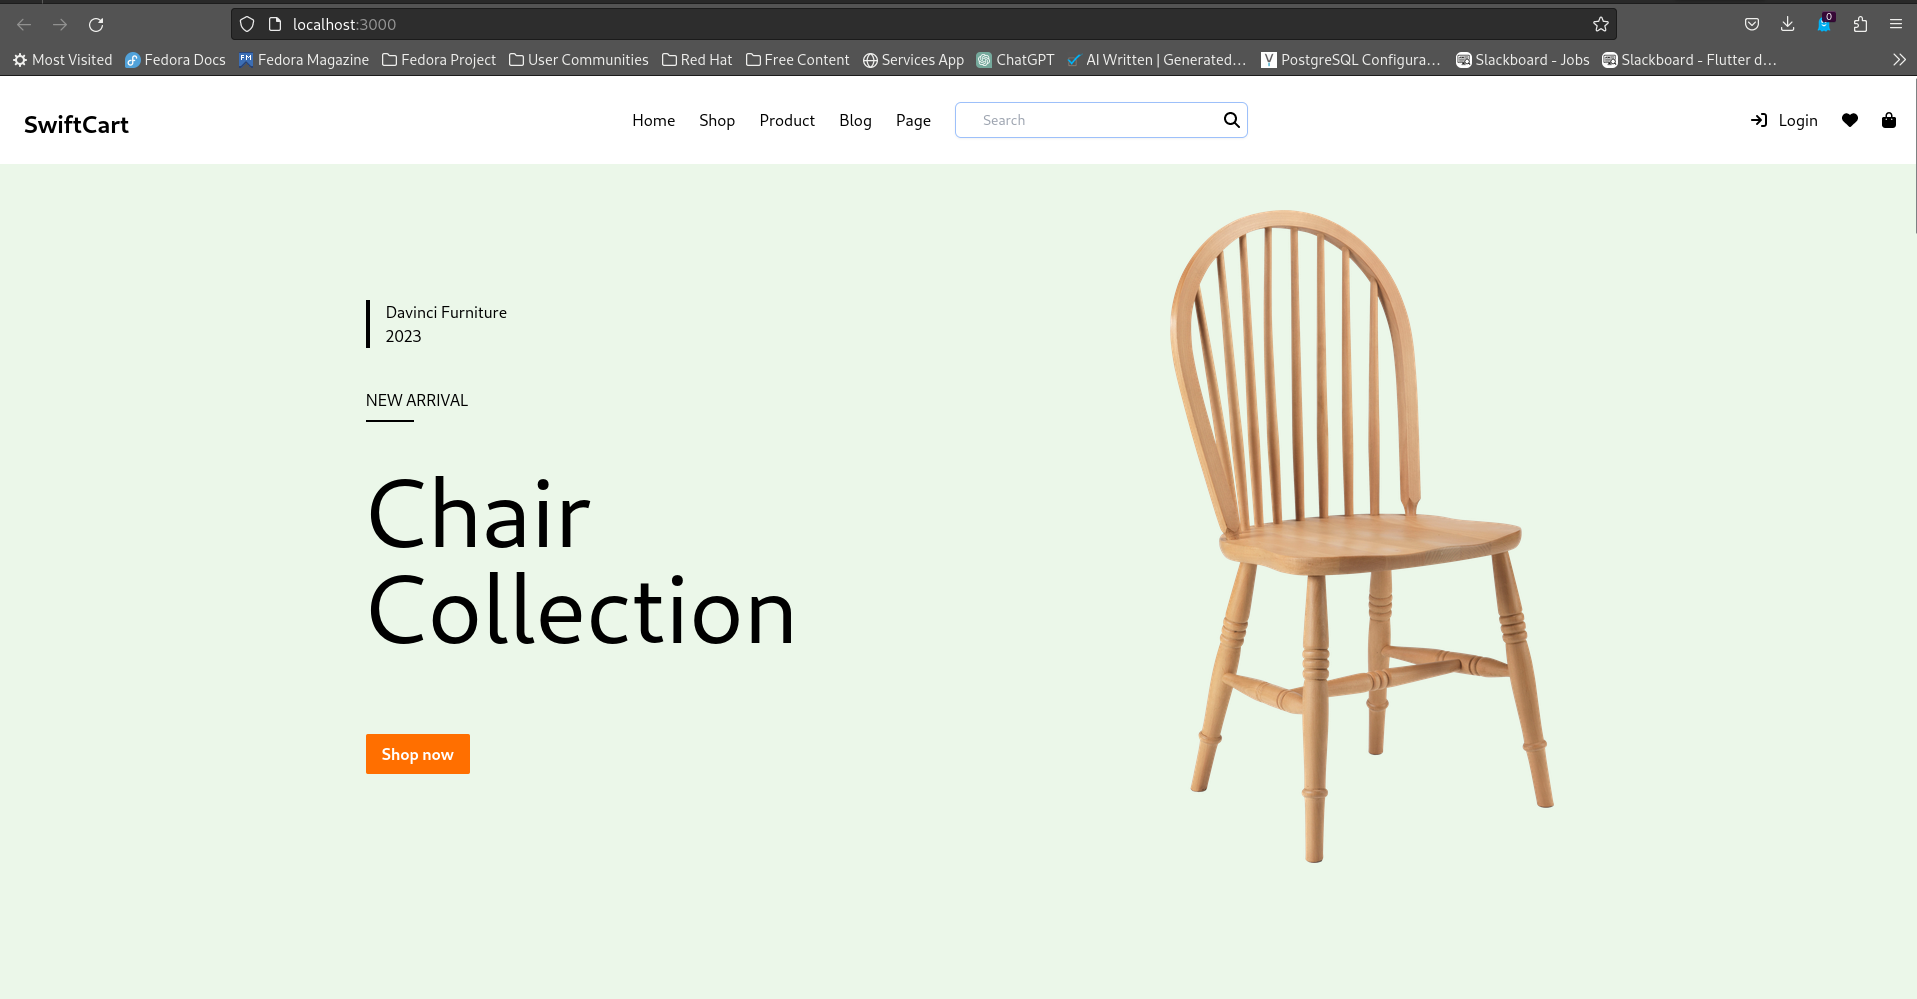 localhost:3000
0
Most Visited Fedora Docs Fedora Magazine Fedora Project User Communities Red Hat Free Content Services App ChatGPT AI Written | Generated… PostgreSQL Configura… Slackboard - Jobs Slackboard - Flutter d…
SwiftCart Home Shop Product Blog Page Search Login
Davinci Furniture
2023
NEW ARRIVAL
Chair
Collection
Shop now